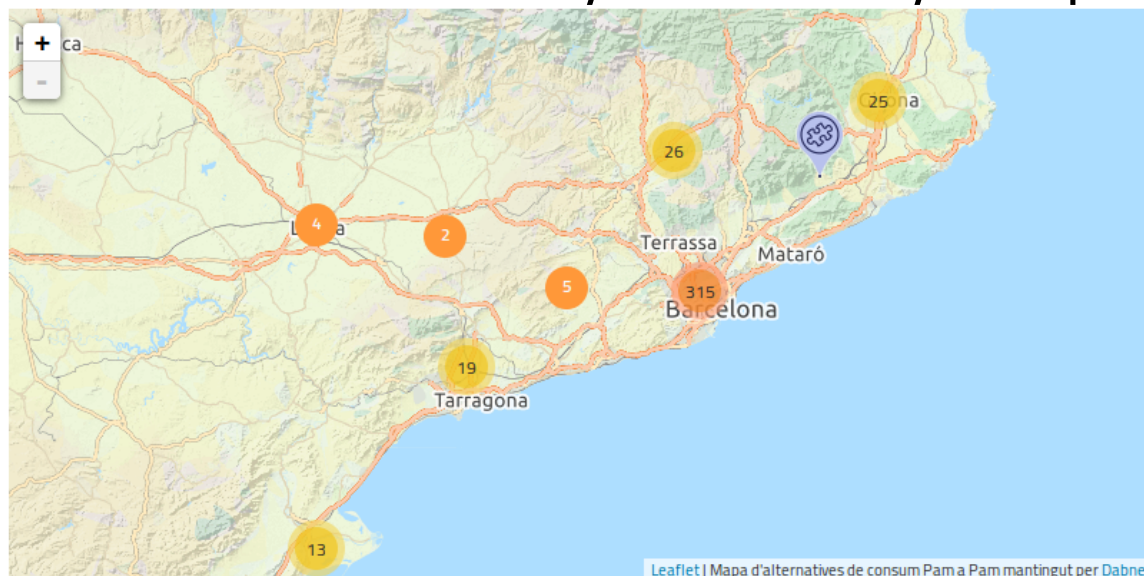 +
-
25
26
4
2
Terrassa
Mataró
5
315
Barcelona
19
Tarragona
13
Leaflet | Mapa d'alternatives de consum Pam a Pam mantingut per Dabne